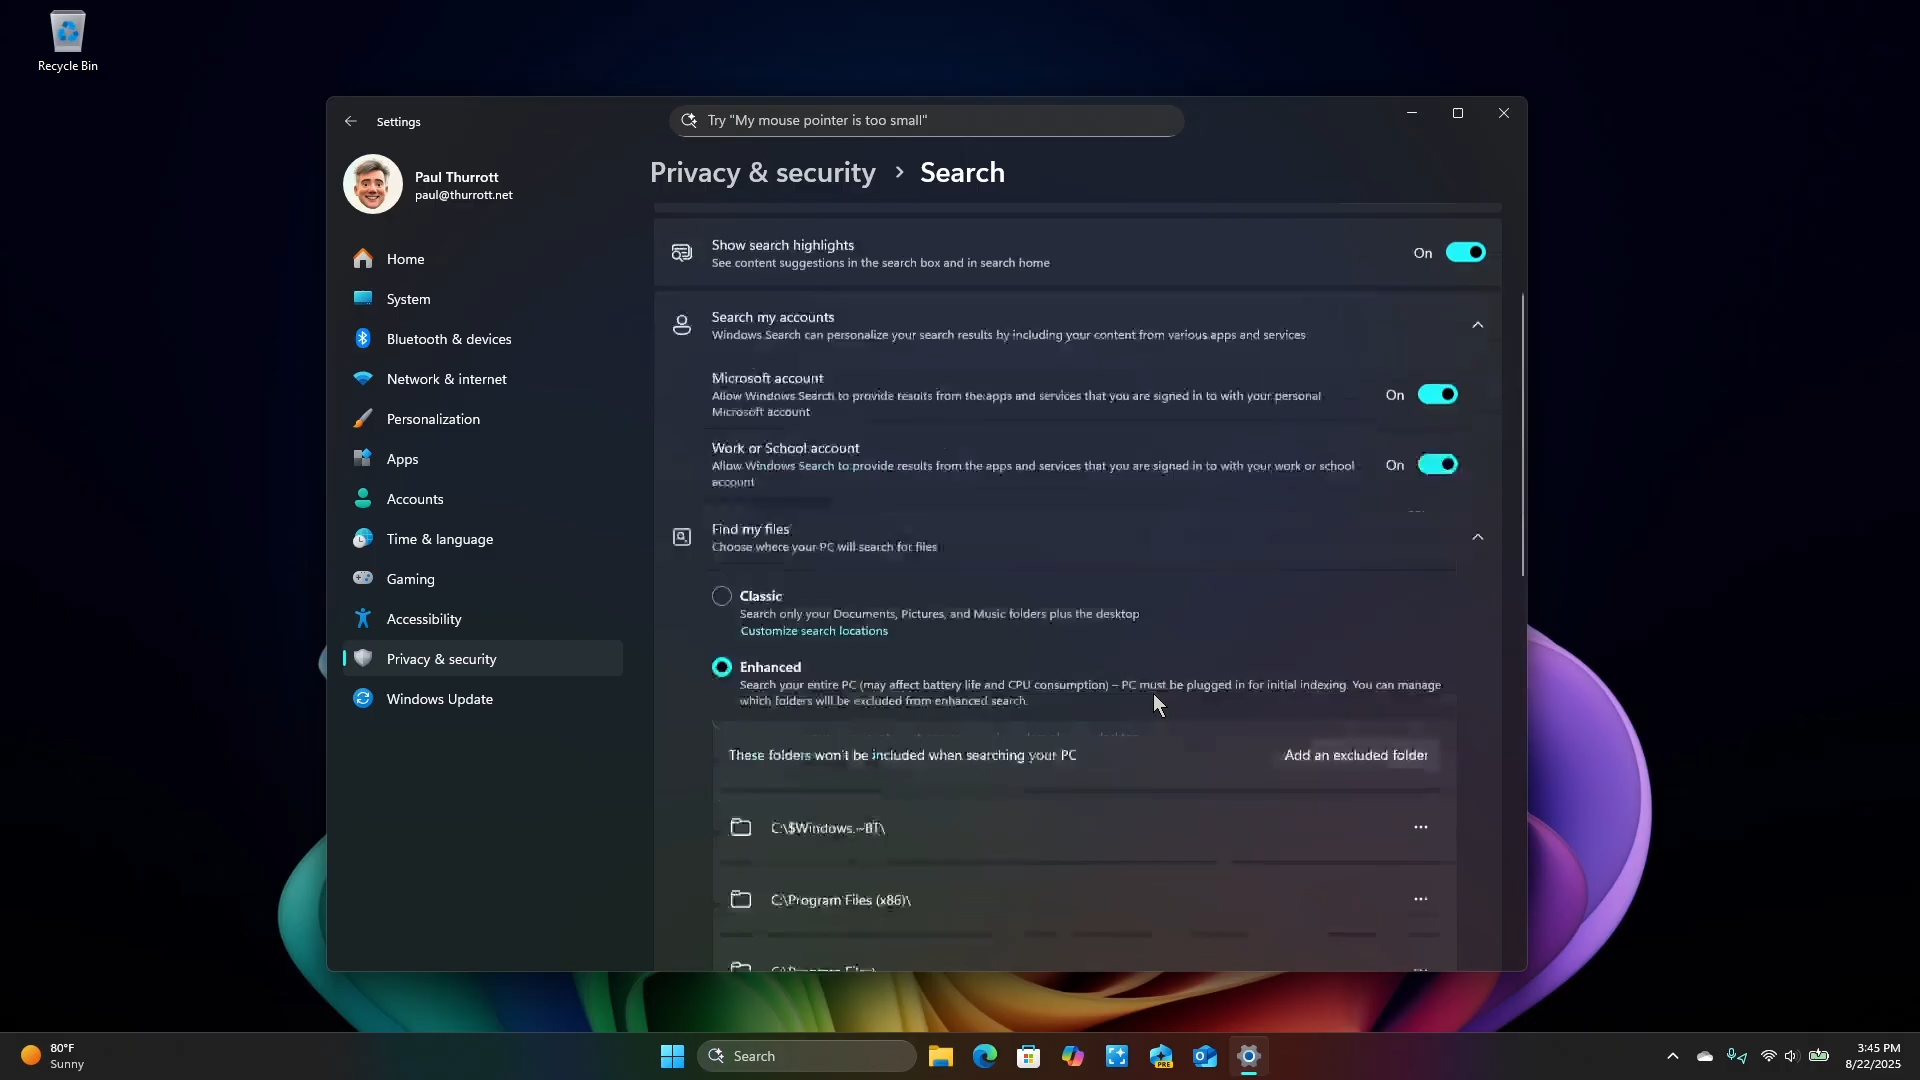 Recycle Bin
Settings
Try "My mouse pointer is too small"
Paul Thurrott
paul@thurrott.net
Home
System
Bluetooth & devices
Network & internet
Personalization
Apps
Accounts
Time & language
Gaming
Accessibility
Privacy & security
Windows Update
Privacy & security › Search
Show search highlights
See content suggestions in the search box and in search home
On
Search my accounts
Windows Search can personalize your search results by including your content from various apps and services
Microsoft account
Allow Windows Search to provide results from the apps and services that you are signed in to with your personal
Microsoft account
On
Work or School account
Allow Windows Search to provide results from the apps and services that you are signed in to with your work or school
account
On
Find my files
Choose where your PC will search for files
Classic
Search only your Documents, Pictures, and Music folders plus the desktop
Customize search locations
Enhanced
Search your entire PC (may affect battery life and CPU consumption) – PC must be plugged in for initial indexing. You can manage
which folders will be excluded from enhanced search.
These folders won't be included when searching your PC
Add an excluded folder
C:\$Windows.~BT\
C:\Program Files (x86)\
C:\Program Files\
80°F
Sunny
Search
PRE
3:45 PM
8/22/2025